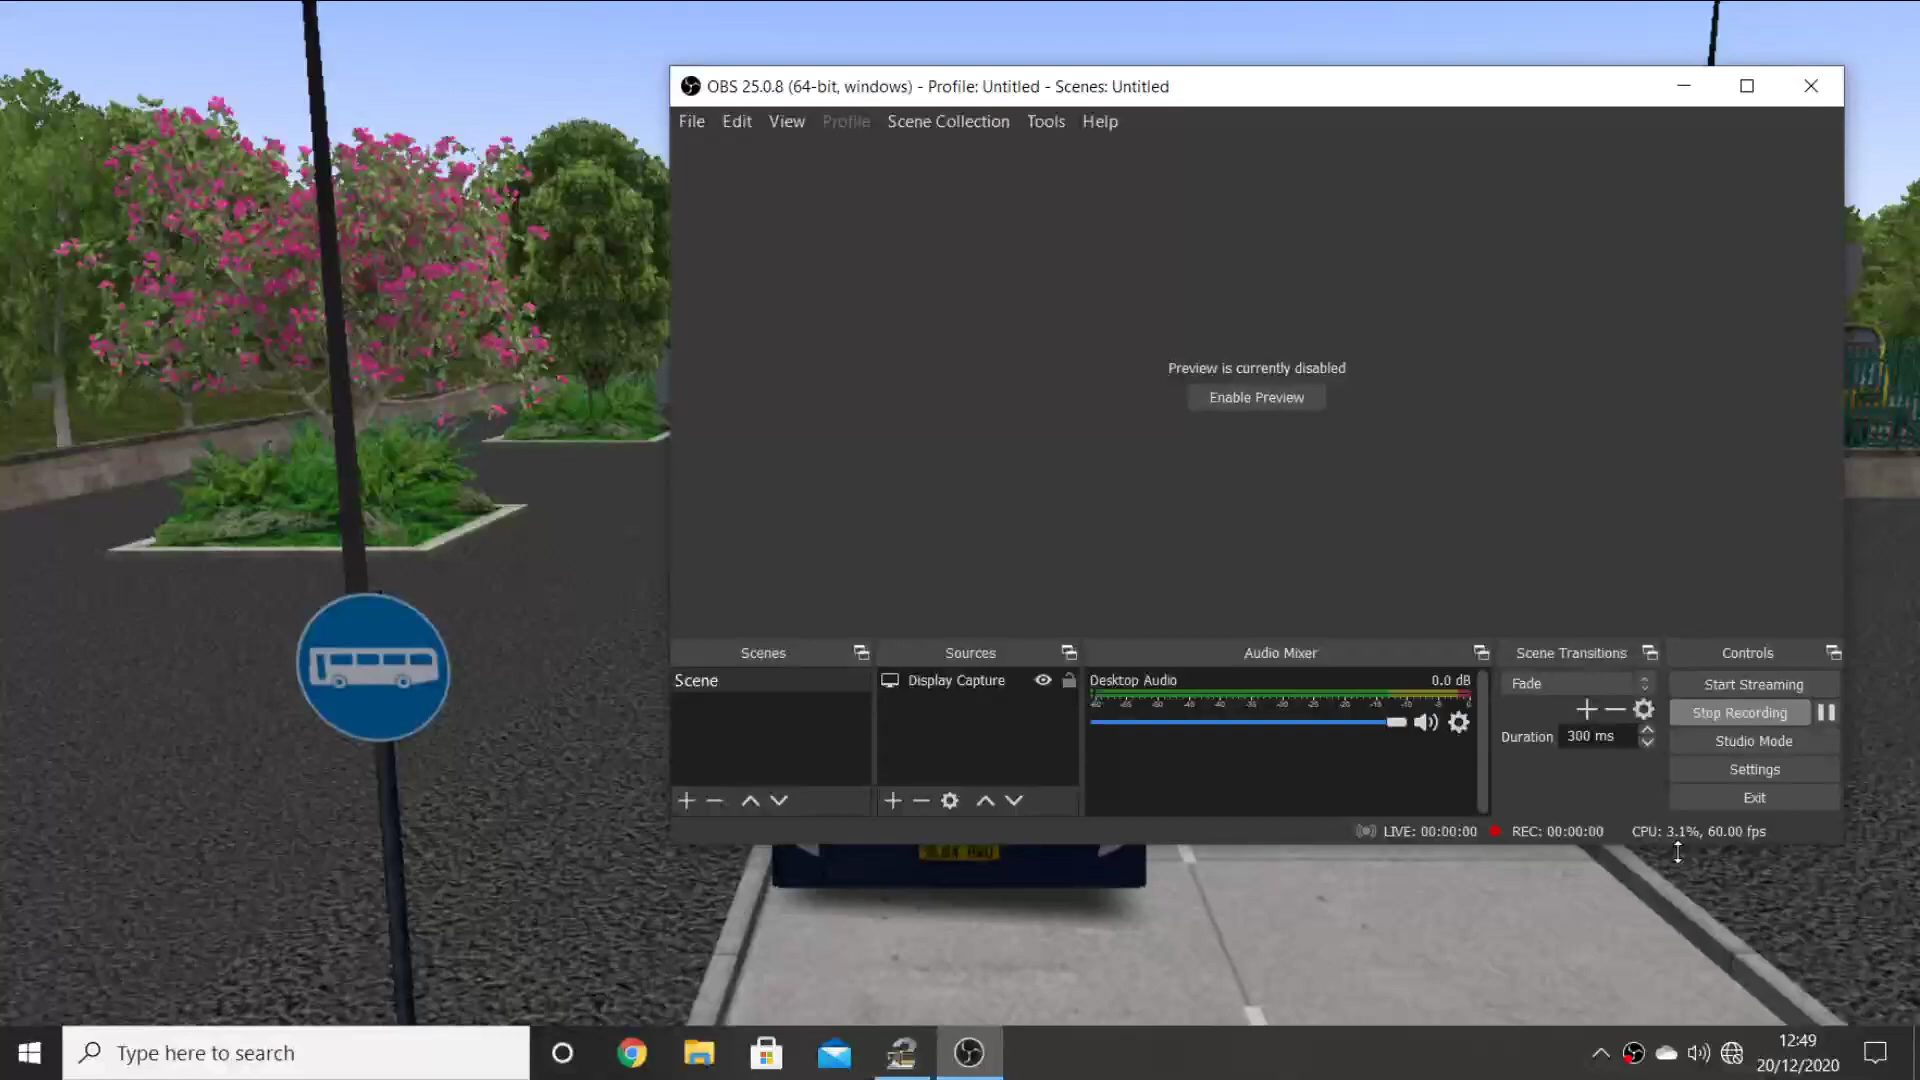 OBS 25.0.8 (64-bit, windows) - Profile: Untitled - Scenes: Untitled
File Edit View Profile Scene Collection Tools Help
Preview is currently disabled
Enable Preview
Scenes
Scene
Sources
Display Capture
Audio Mixer
Desktop Audio 0.0 dB
Scene Transitions
Fade
Duration 300 ms
Controls
Start Streaming
Stop Recording
Studio Mode
Settings
Exit
LIVE: 00:00:00 REC: 00:00:00 CPU: 3.1%, 60.00 fps
Type here to search
12:49
20/12/2020